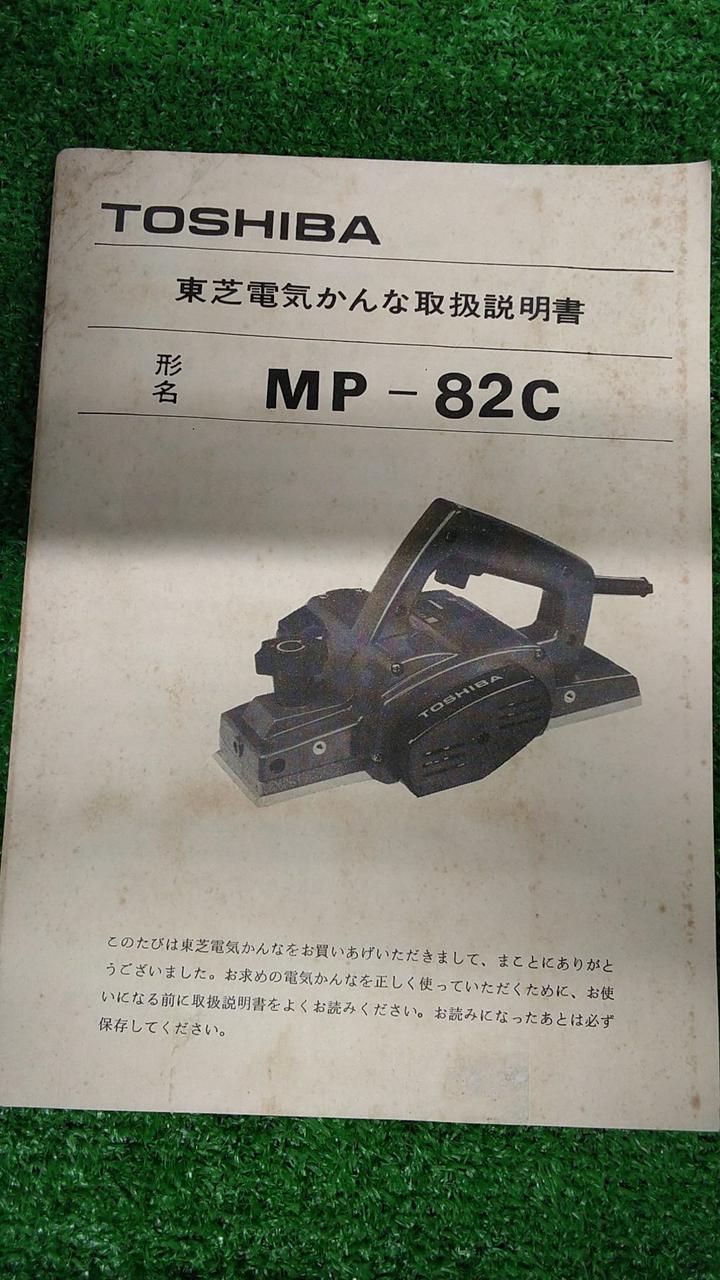 TOSHIBA
東芝電気かんな取扱説明書
形名 MP-82C
TOSHIBA
このたびは東芝電気かんなをお買いあげいただきまして、まことにありがと
うございました。お求めの電気かんなを正しく使っていただくために、お使
いになる前に取扱説明書をよくお読みください。お読みになったあとは必ず
保存してください。